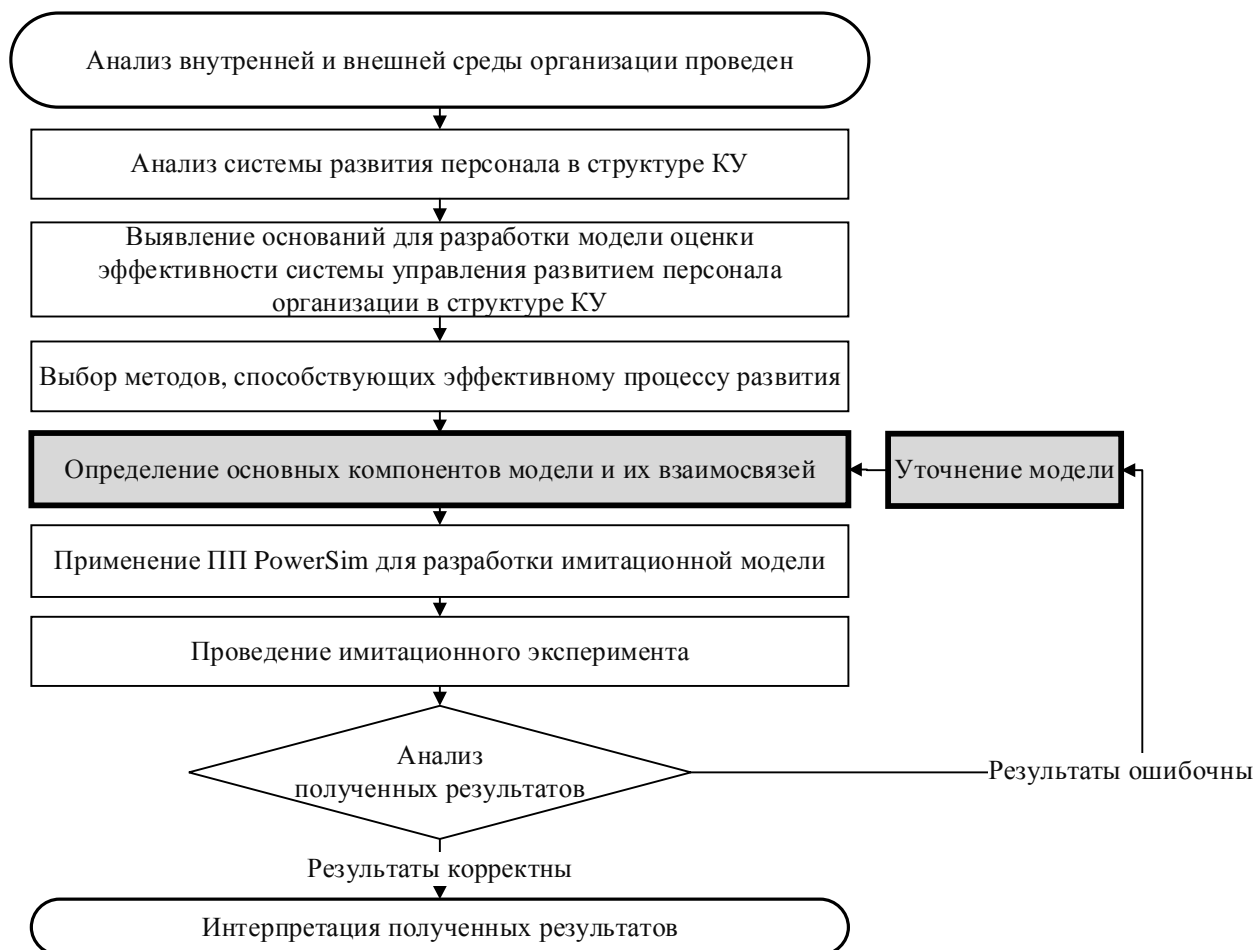 Анализ внутренней и внешней среды организации проведен
Анализ системы развития персонала в структуре КУ
Выявление оснований для разработки модели оценки
эффективности системы управления развитием персонала
организации в структуре КУ
Выбор методов, способствующих эффективному процессу развития
Определение основных компонентов модели и их взаимосвязей
Уточнение модели
Применение ПП PowerSim для разработки имитационной модели
Проведение имитационного эксперимента
Анализ
полученных результатов
Результаты ошибочны
Результаты корректны
Интерпретация полученных результатов